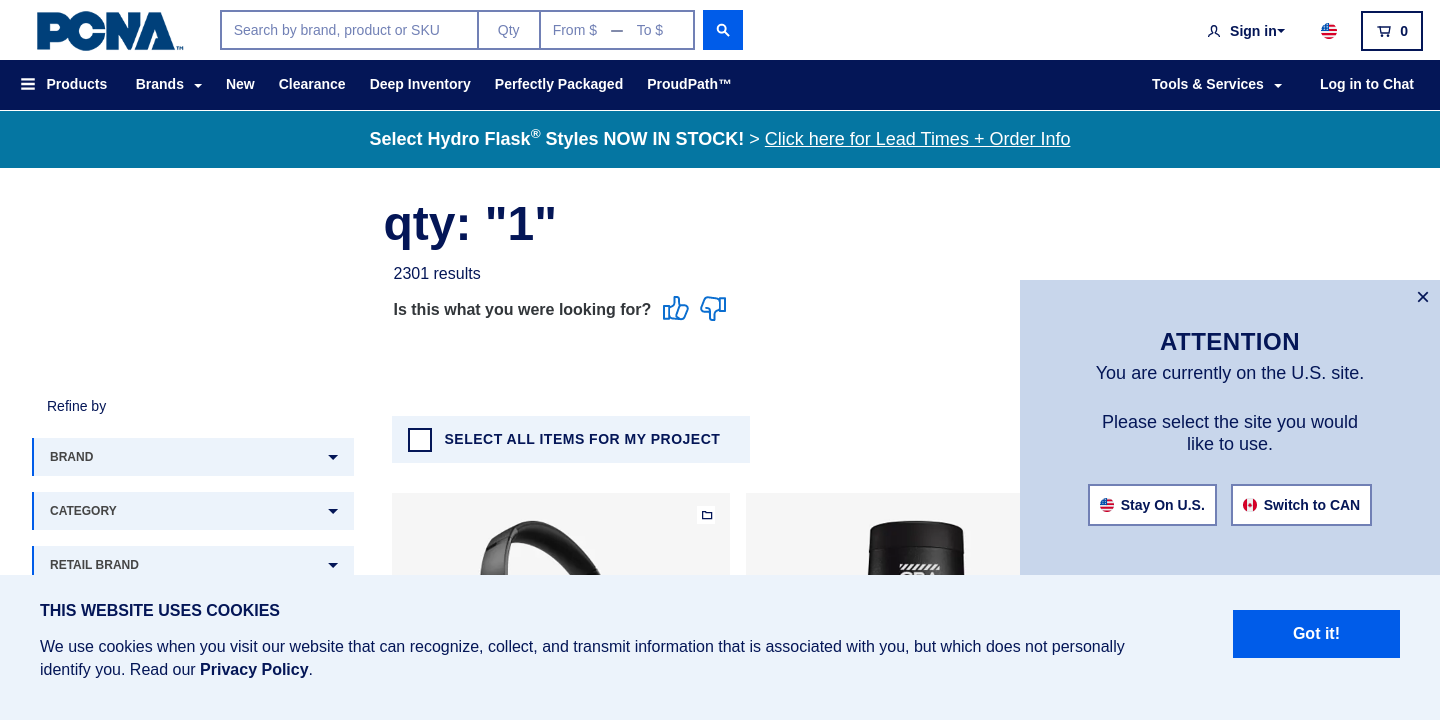 PCNA™
Search by brand, product or SKU
Qty
From $ — To $
Sign in
0
Products
Brands
New
Clearance
Deep Inventory
Perfectly Packaged
ProudPath™
Tools & Services
Log in to Chat
Select Hydro Flask® Styles NOW IN STOCK! > Click here for Lead Times + Order Info
qty: "1"
2301 results
Is this what you were looking for?
Refine by
BRAND
CATEGORY
RETAIL BRAND
SELECT ALL ITEMS FOR MY PROJECT
×
ATTENTION
You are currently on the U.S. site.
Please select the site you would
like to use.
Stay On U.S.
Switch to CAN
THIS WEBSITE USES COOKIES
We use cookies when you visit our website that can recognize, collect, and transmit information that is associated with you, but which does not personally
identify you. Read our Privacy Policy.
Got it!